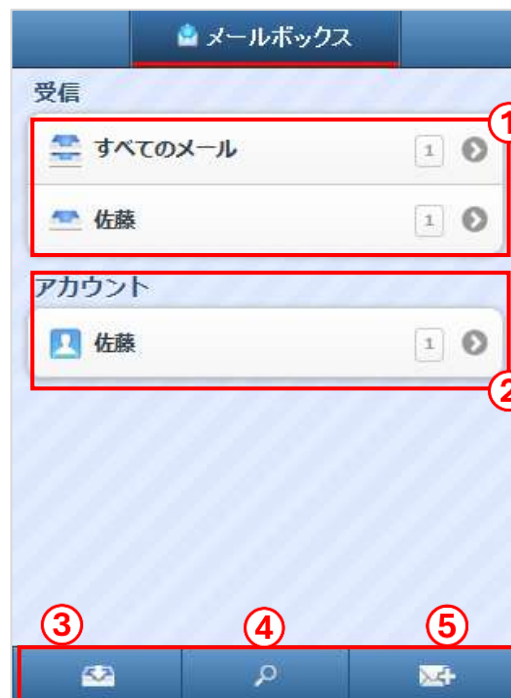 メールボックス
受信
①
すべてのメール 1
佐藤 1
アカウント
佐藤 1
②
③ ④ ⑤